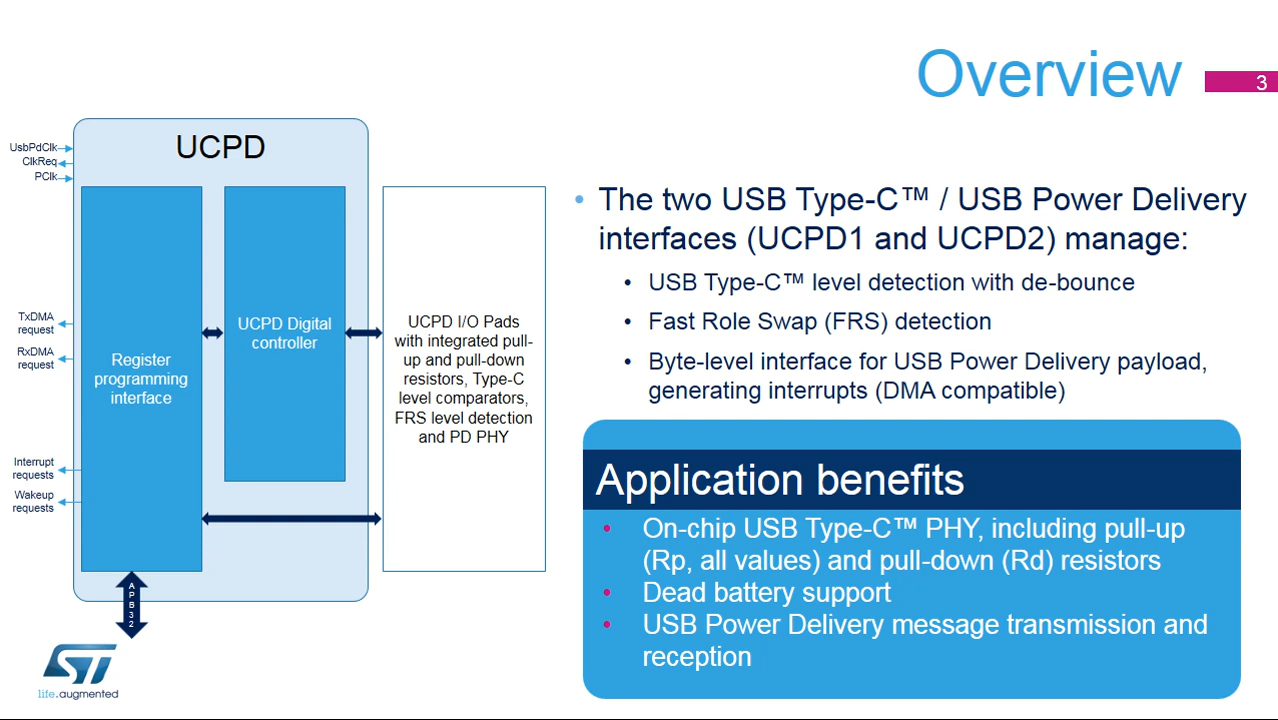 Overview
3
UCPD
UsbPdClk
ClkReq
PClk
TxDMA
request
RxDMA
request
Interrupt
requests
Wakeup
requests
Register
programming
interface
UCPD Digital
controller
UCPD I/O Pads
with integrated pull-
up and pull-down
resistors, Type-C
level comparators,
FRS level detection
and PD PHY
APB32
ST
life.augmented
• The two USB Type-C™ / USB Power Delivery
interfaces (UCPD1 and UCPD2) manage:
• USB Type-C™ level detection with de-bounce
• Fast Role Swap (FRS) detection
• Byte-level interface for USB Power Delivery payload,
generating interrupts (DMA compatible)
Application benefits
• On-chip USB Type-C™ PHY, including pull-up
(Rp, all values) and pull-down (Rd) resistors
• Dead battery support
• USB Power Delivery message transmission and
reception